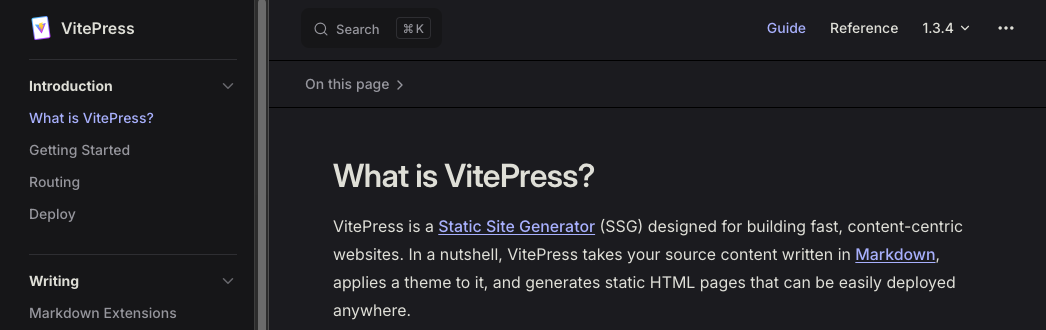 VitePress
Search ⌘ K
Guide Reference 1.3.4
Introduction
What is VitePress?
Getting Started
Routing
Deploy
Writing
Markdown Extensions
On this page
What is VitePress?
VitePress is a Static Site Generator (SSG) designed for building fast, content-centric
websites. In a nutshell, VitePress takes your source content written in Markdown,
applies a theme to it, and generates static HTML pages that can be easily deployed
anywhere.